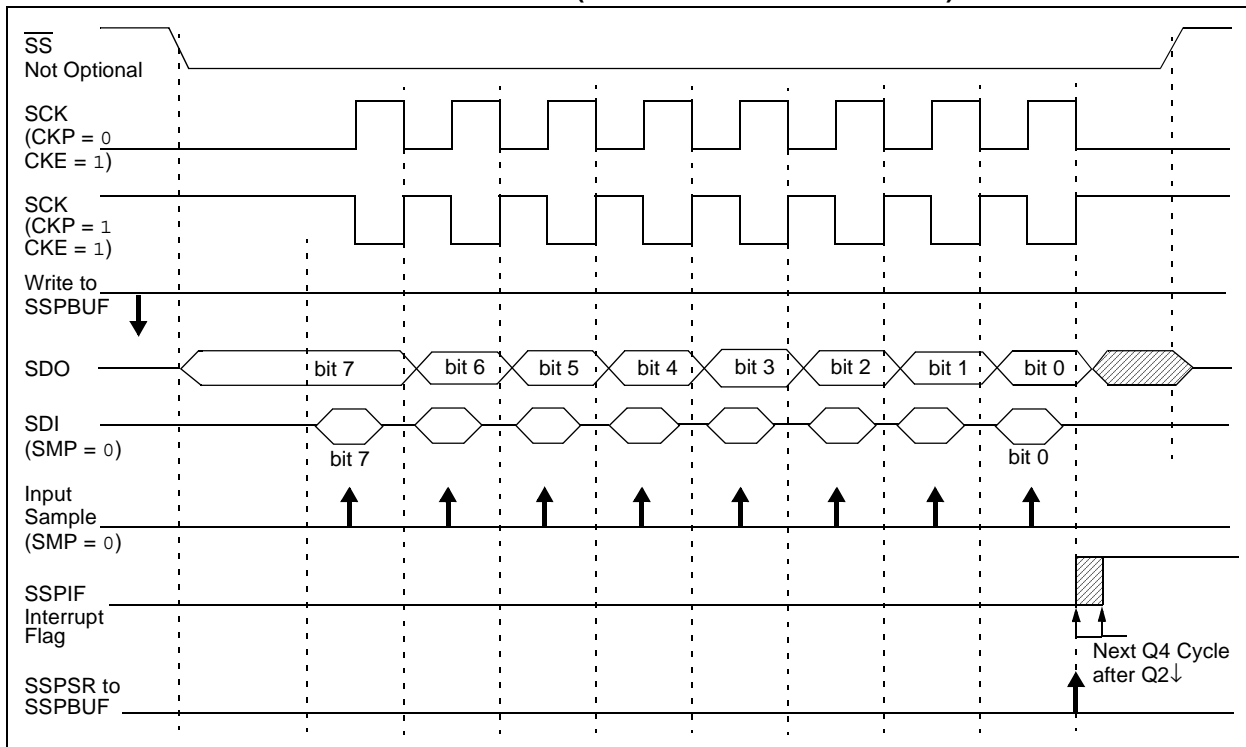 SS
Not Optional
SCK
(CKP = 0
CKE = 1)
SCK
(CKP = 1
CKE = 1)
Write to
SSPBUF
SDO
bit 7
bit 6
bit 5
bit 4
bit 3
bit 2
bit 1
bit 0
SDI
(SMP = 0)
bit 7
bit 0
Input
Sample
(SMP = 0)
SSPIF
Interrupt
Flag
Next Q4 Cycle
after Q2↓
SSPSR to
SSPBUF